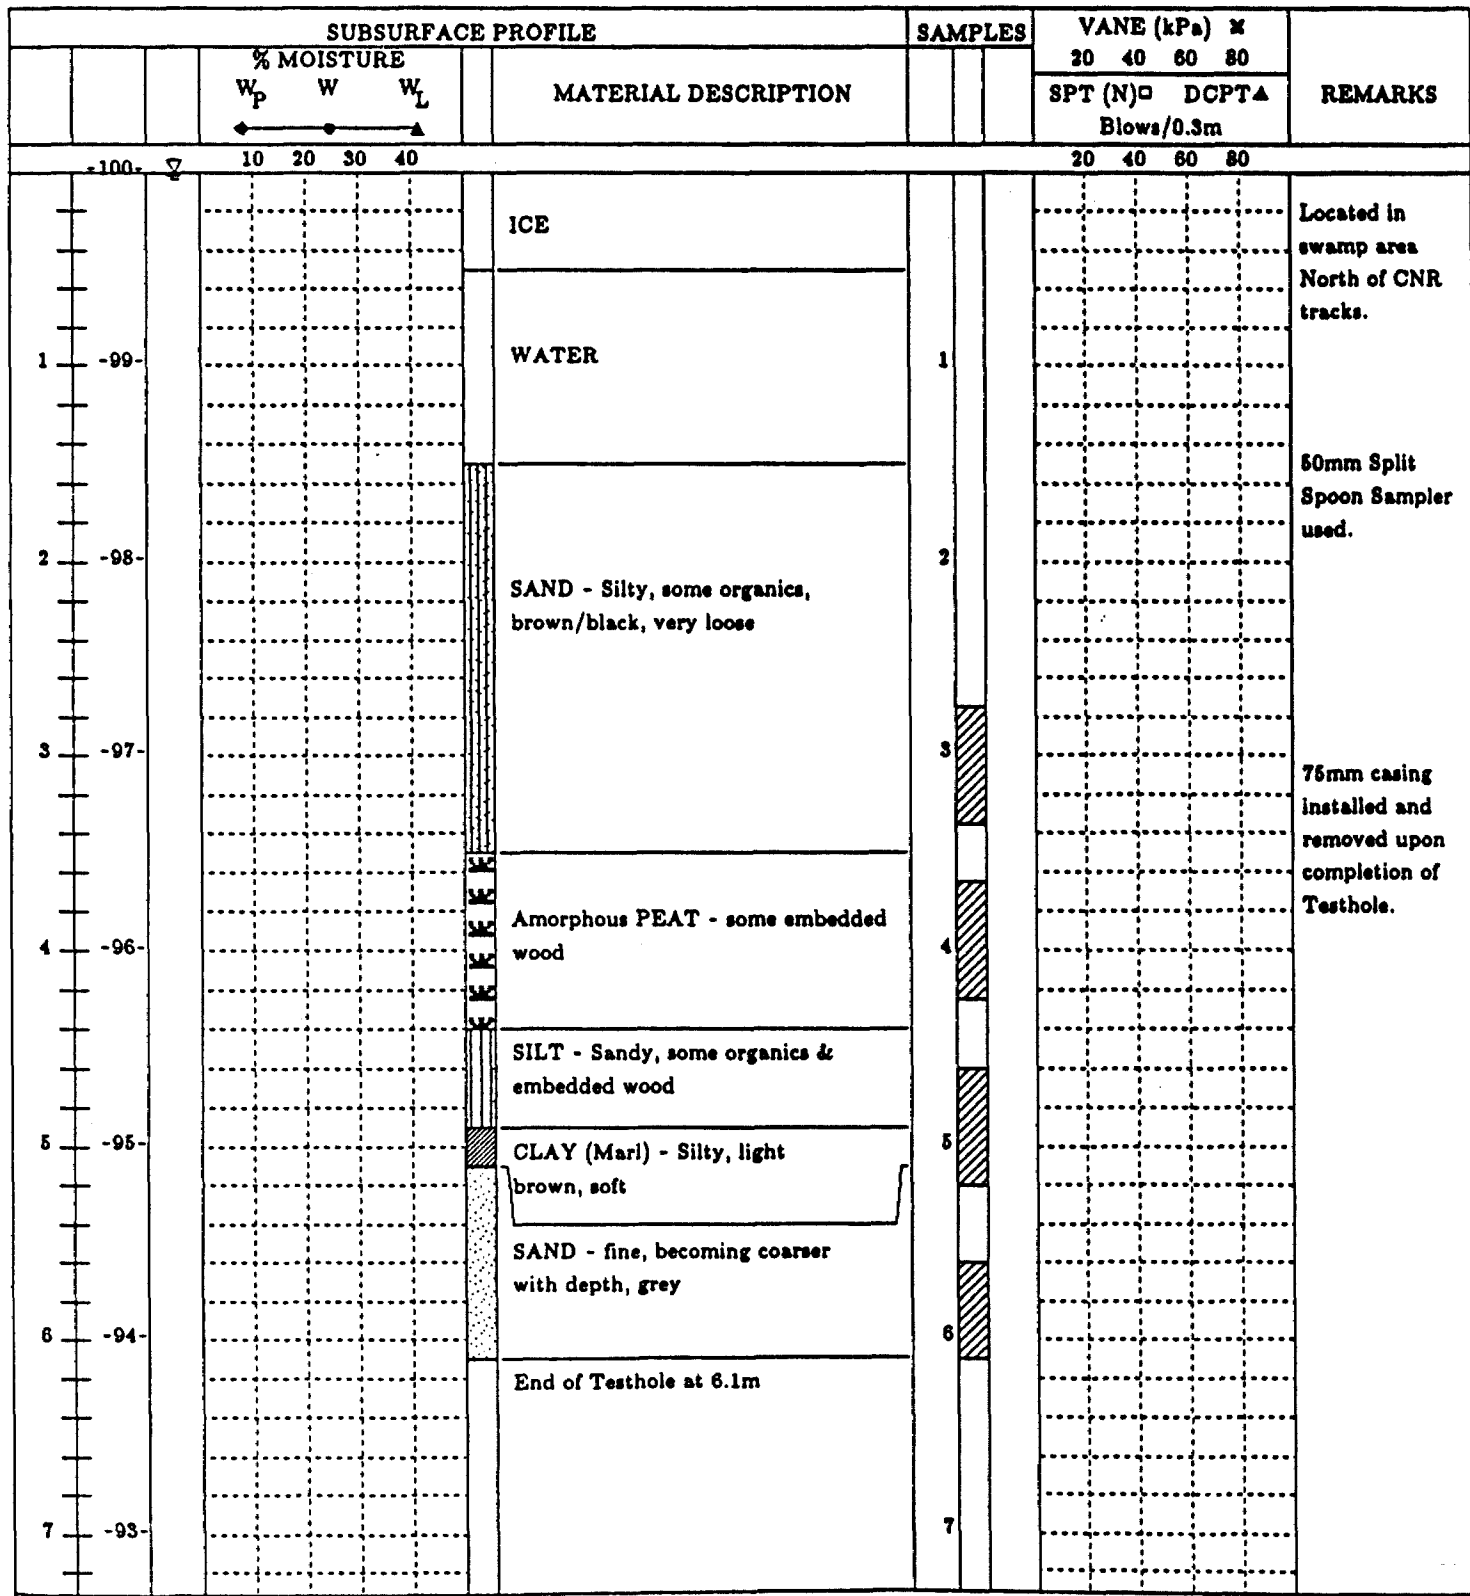 SUBSURFACE PROFILE
SAMPLES
VANE (kPa) ✖
20 40 60 80
% MOISTURE
W_P W W_L
MATERIAL DESCRIPTION
SPT (N)□ DCPT▲
Blows/0.3m
REMARKS
-100-
10 20 30 40
20 40 60 80
ICE
Located in
swamp area
North of CNR
tracks.
1 -99-
WATER
1
50mm Split
Spoon Sampler
used.
2 -98-
2
SAND - Silty, some organics,
brown/black, very loose
3 -97-
3
75mm casing
installed and
removed upon
completion of
Testhole.
Amorphous PEAT - some embedded
wood
4 -96-
4
SILT - Sandy, some organics &
embedded wood
5 -95-
5
CLAY (Marl) - Silty, light
brown, soft
SAND - fine, becoming coarser
with depth, grey
6 -94-
6
End of Testhole at 6.1m
7 -93-
7